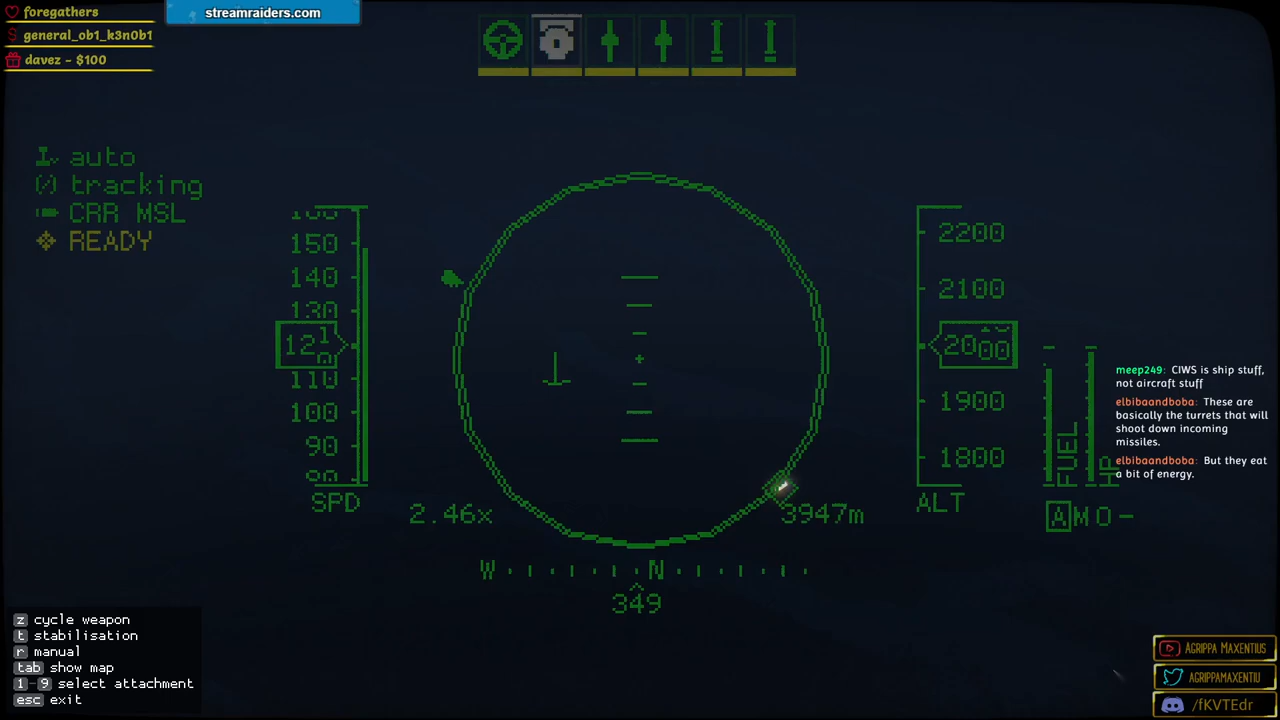 foregathers
general_ob1_k3n0b1
davez - $100
streamraiders.com
auto
tracking
CRR MSL
READY
150
140
130
110
100
90
SPD
2.46x
3947m
W
N
349
2200
2100
1900
1800
ALT
FUEL
AMO-
meep249: CIWS is ship stuff,
not aircraft stuff
elbibaandboba: These are
basically the turrets that will
shoot down incoming
missiles.
elbibaandboba: But they eat
a bit of energy.
z cycle weapon
t stabilisation
r manual
tab show map
1-9 select attachment
esc exit
AGRIPPA MAXENTIUS
AGRIPPAMAXENTIU
/fKVTEdr